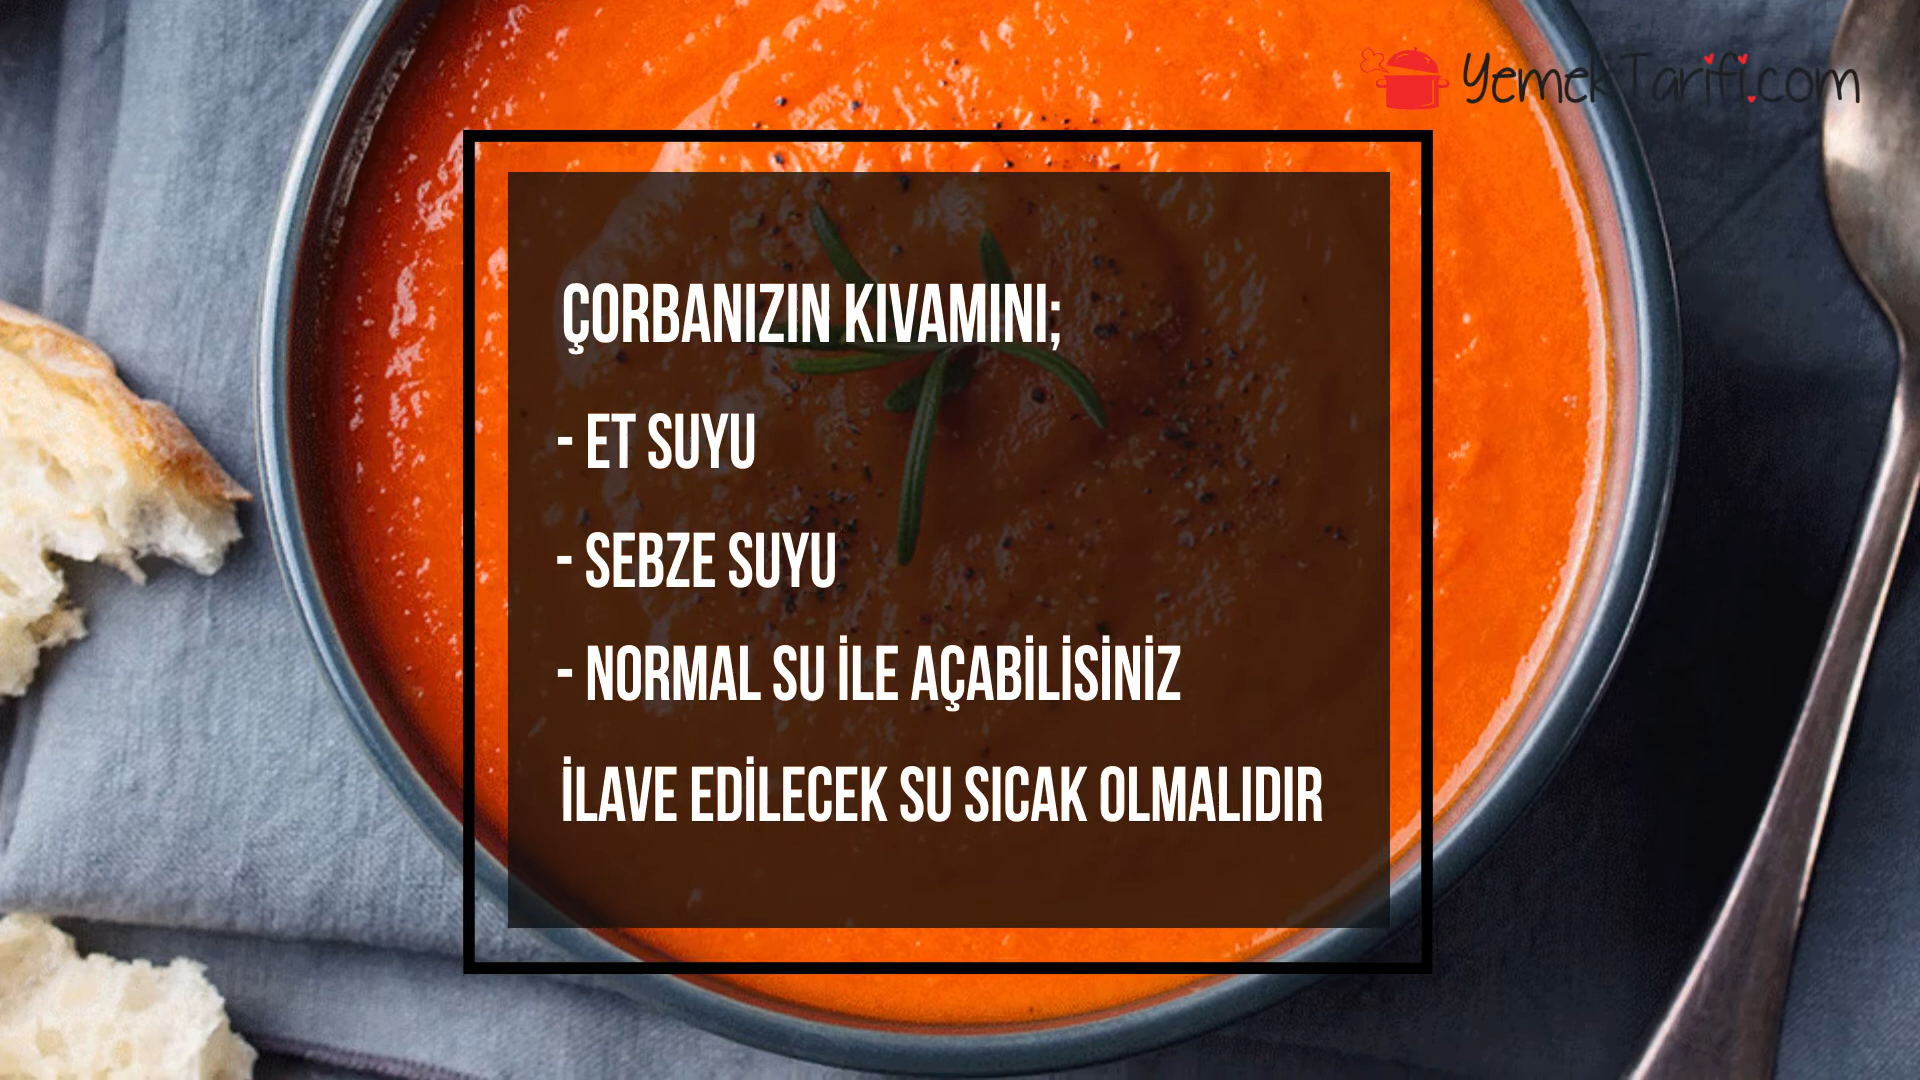 YemekTarifi.com
ÇORBANIZIN KIVAMINI;
- ET SUYU
- SEBZE SUYU
- NORMAL SU İLE AÇABİLİSİNİZ
İLAVE EDİLECEK SU SICAK OLMALIDIR